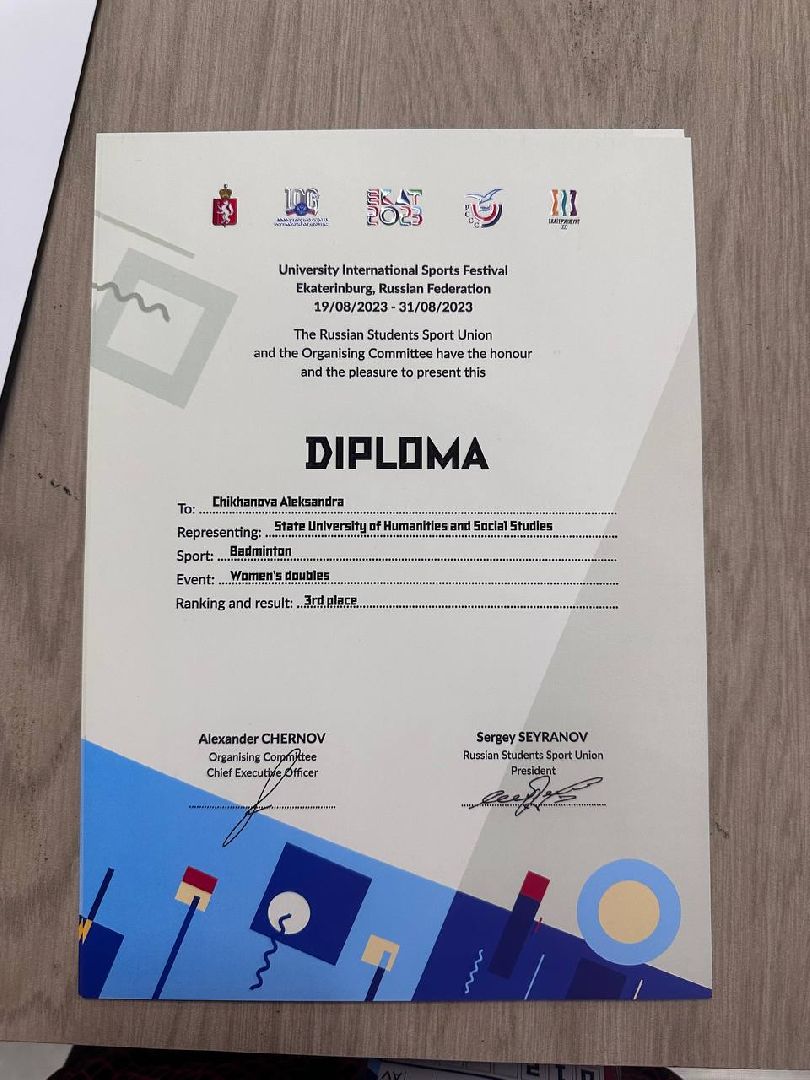 EKAT
2023
University International Sports Festival
Ekaterinburg, Russian Federation
19/08/2023 - 31/08/2023
The Russian Students Sport Union
and the Organising Committee have the honour
and the pleasure to present this
DIPLOMA
To: Chikhanova Aleksandra
Representing: State University of Humanities and Social Studies
Sport: Badminton
Event: Women's doubles
Ranking and result: 3rd place
Alexander CHERNOV
Organising Committee
Chief Executive Officer
Sergey SEYRANOV
Russian Students Sport Union
President